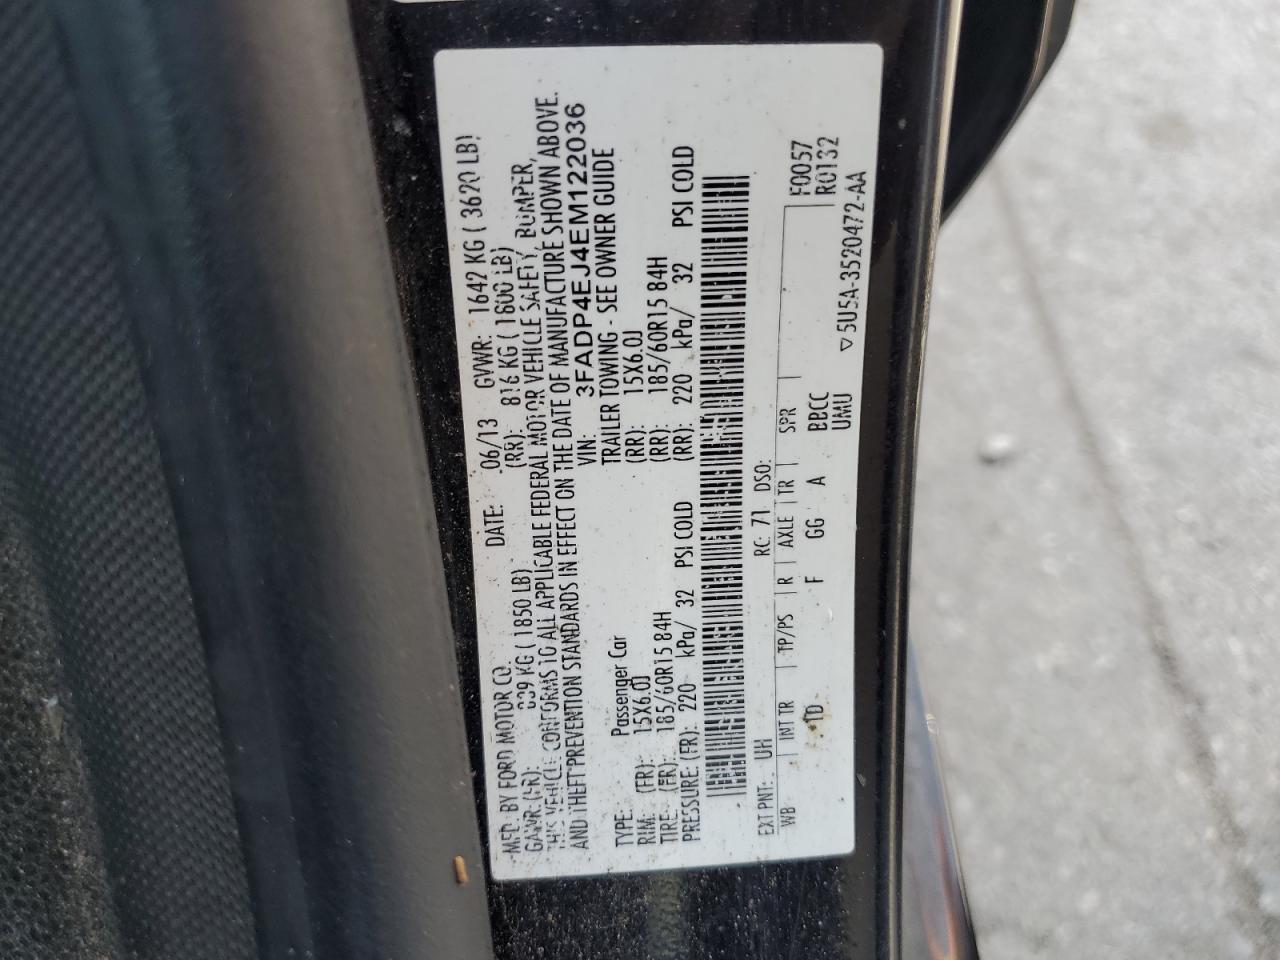 MFD. BY FORD MOTOR CO.
DATE: 06/13 GVWR: 1642 KG ( 3620 LB)
GAWR: (FR): 839 KG ( 1850 LB) (RR): 816 KG ( 1800 LB)
THIS VEHICLE CONFORMS TO ALL APPLICABLE FEDERAL MOTOR VEHICLE SAFETY, BUMPER,
AND THEFT PREVENTION STANDARDS IN EFFECT ON THE DATE OF MANUFACTURE SHOWN ABOVE.
VIN: 3FADP4EJ4EM122036
TYPE: Passenger Car TRAILER TOWING - SEE OWNER GUIDE
RIM: (FR): 15X6.0J (RR): 15X6.0J
TIRE: (FR): 185/60R15 84H (RR): 185/60R15 84H
PRESSURE: (FR): 220 kPa/ 32 PSI COLD (RR): 220 kPa/ 32 PSI COLD
EXT PNT: UH RC: 71 DSO: F0057
WB INT TR TP/PS R AXLE TR SPR R0132
TD F GG A BBCC
UMU ▽5U5A-3520472-AA